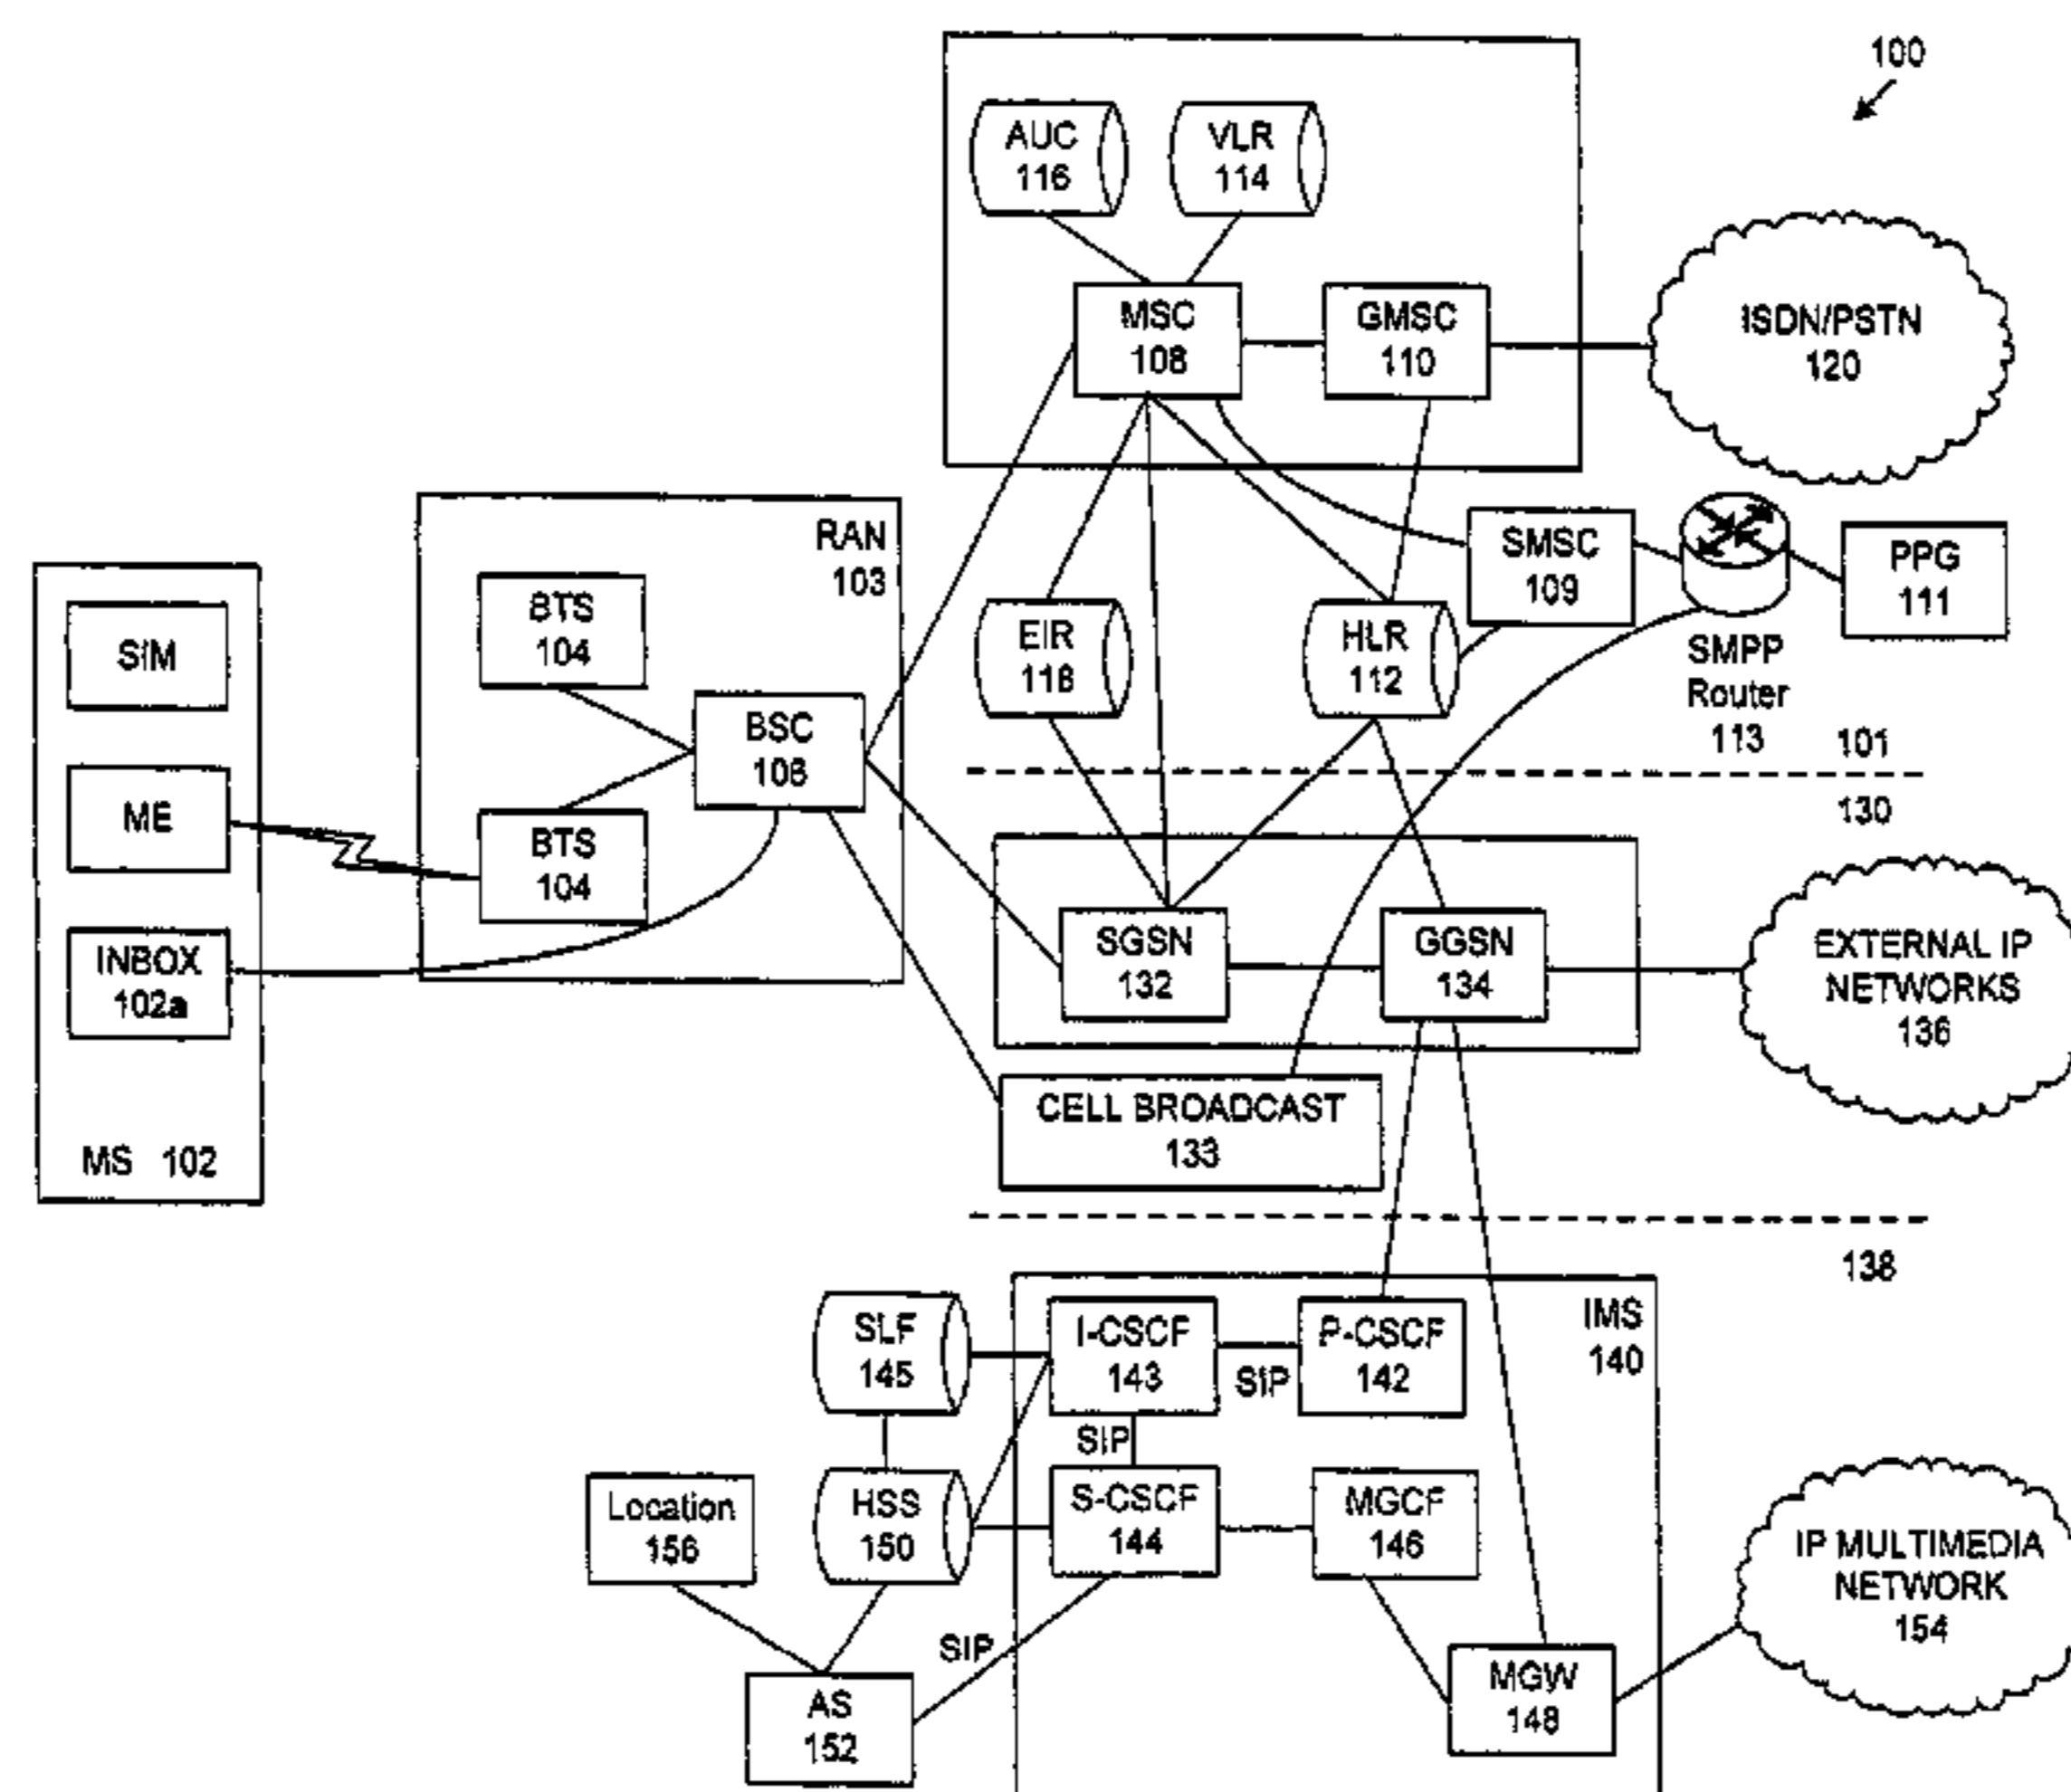 100
AUC
116
VLR
114
MSC
108
GMSC
110
ISDN/PSTN
120
RAN
103
SMSC
109
PPG
111
SIM
BTS
104
EIR
118
HLR
112
SMPP
Router
113
101
BSC
106
130
ME
BTS
104
INBOX
102a
SGSN
132
GGSN
134
EXTERNAL IP
NETWORKS
136
CELL BROADCAST
133
MS 102
138
SLF
145
I-CSCF
143
SIP
P-CSCF
142
IMS
140
SIP
Location
156
HSS
150
S-CSCF
144
MGCF
146
IP MULTIMEDIA
NETWORK
154
SIP
AS
152
MGW
148